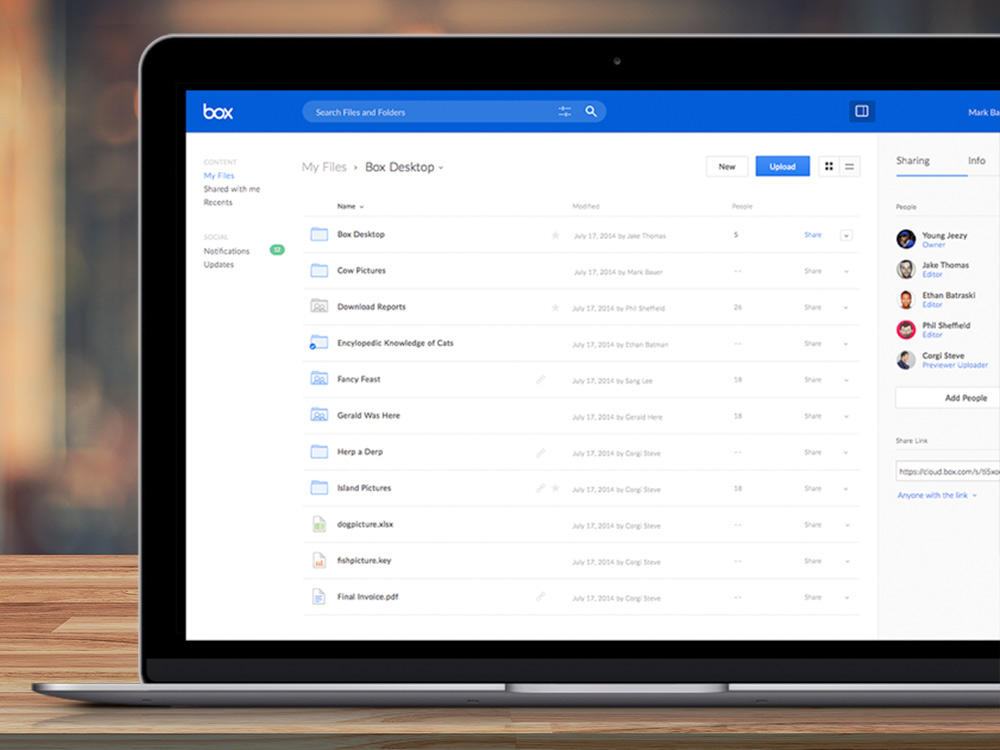 box
Search Files and Folders
Mark Ba
CONTENT
My Files
Shared with me
Recents
SOCIAL
Notifications 12
Updates
My Files › Box Desktop
New
Upload
Name Modified People
Box Desktop July 17, 2014 by Jake Thomas 5 Share
Cow Pictures July 17, 2014 by Mark Bauer -- Share
Download Reports July 17, 2014 by Phil Sheffield 26 Share
Encylopedic Knowledge of Cats July 17, 2014 by Ethan Batman -- Share
Fancy Feast July 17, 2014 by Sang Lee 18 Share
Gerald Was Here July 17, 2014 by Gerald Here 18 Share
Herp a Derp July 17, 2014 by Corgi Steve -- Share
Island Pictures July 17, 2014 by Corgi Steve 18 Share
dogpicture.xlsx July 17, 2014 by Corgi Steve -- Share
fishpicture.key July 17, 2014 by Corgi Steve -- Share
Final Invoice.pdf July 17, 2014 by Corgi Steve -- Share
Sharing Info
People
Young Jeezy
Owner
Jake Thomas
Editor
Ethan Batraski
Editor
Phil Sheffield
Editor
Corgi Steve
Previewer Uploader
Add People
Share Link
https://cloud.box.com/s/
Anyone with the link